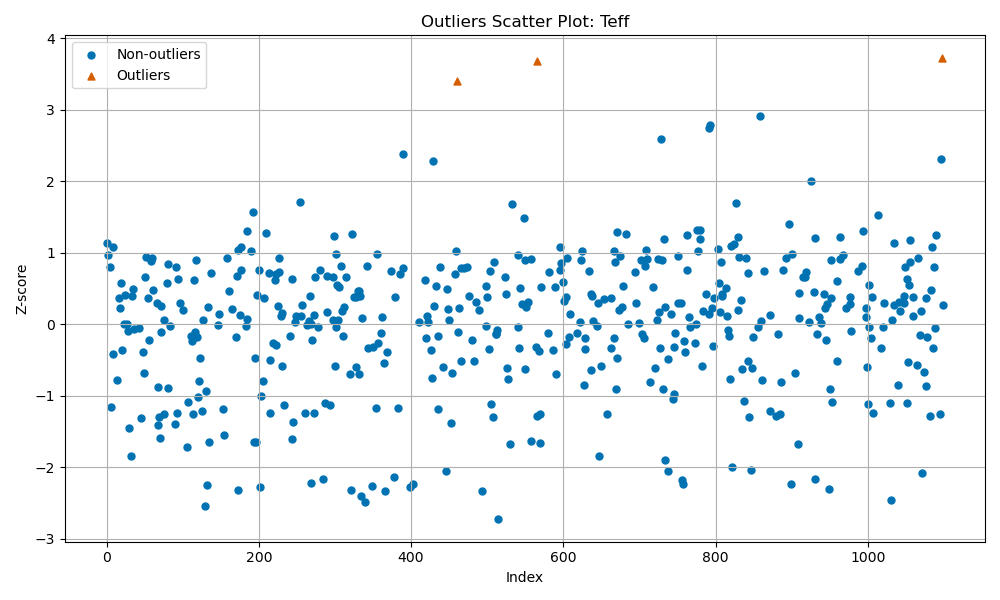 Outliers Scatter Plot: Teff
Non-outliers
Outliers
Z-score
4
3
2
1
0
−1
−2
−3
0 200 400 600 800 1000
Index